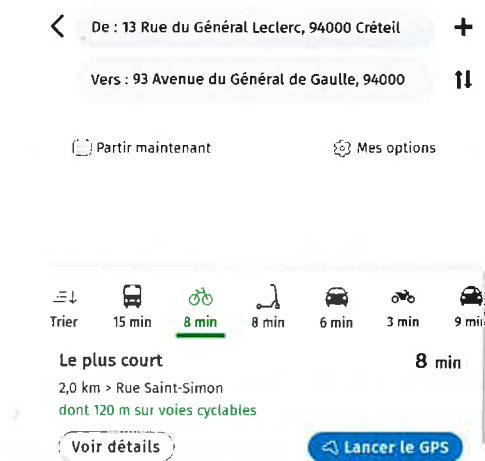 De : 13 Rue du Général Leclerc, 94000 Créteil
Vers : 93 Avenue du Général de Gaulle, 94000
Partir maintenant
Mes options
Trier
15 min
8 min
8 min
6 min
3 min
9 min
Le plus court
8 min
2,0 km > Rue Saint-Simon
dont 120 m sur voies cyclables
Voir détails
Lancer le GPS